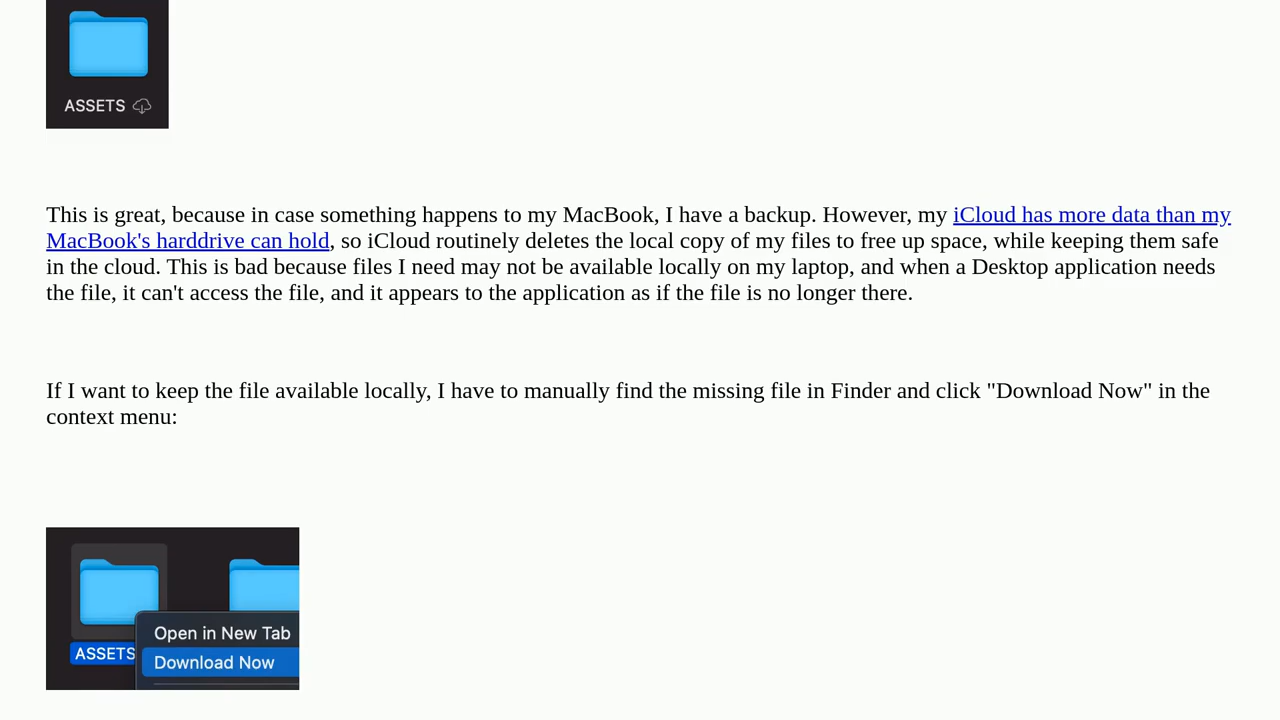 ASSETS
This is great, because in case something happens to my MacBook, I have a backup. However, my iCloud has more data than my
MacBook's harddrive can hold, so iCloud routinely deletes the local copy of my files to free up space, while keeping them safe
in the cloud. This is bad because files I need may not be available locally on my laptop, and when a Desktop application needs
the file, it can't access the file, and it appears to the application as if the file is no longer there.
If I want to keep the file available locally, I have to manually find the missing file in Finder and click "Download Now" in the
context menu:
Open in New Tab
ASSETS
Download Now